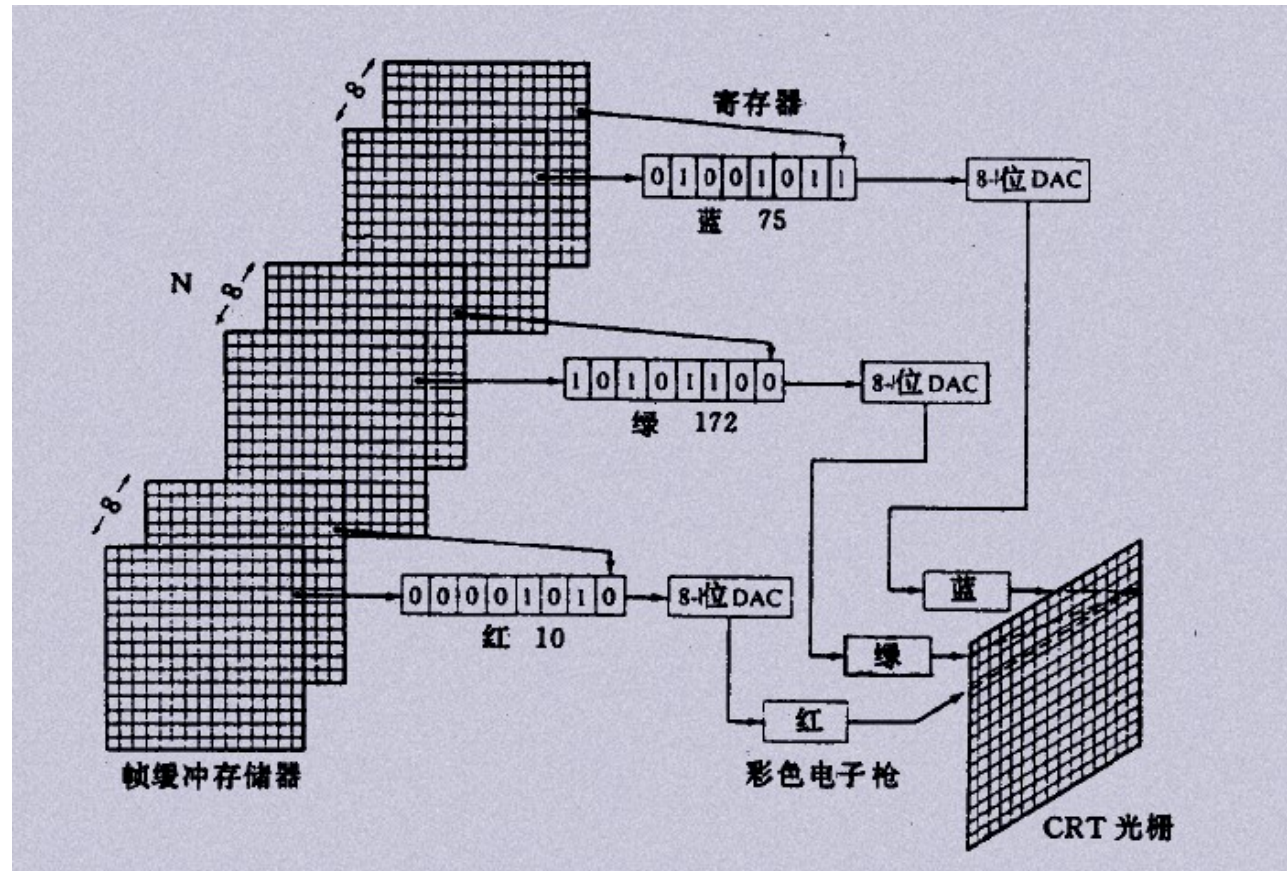 8
寄存器
0 1 0 0 1 0 1 1
8-位 DAC
蓝 75
N
8
1 0 1 0 1 1 0 0
8-位 DAC
绿 172
8
0 0 0 0 1 0 1 0
8-位 DAC
红 10
蓝
绿
红
帧缓冲存储器
彩色电子枪
CRT 光栅